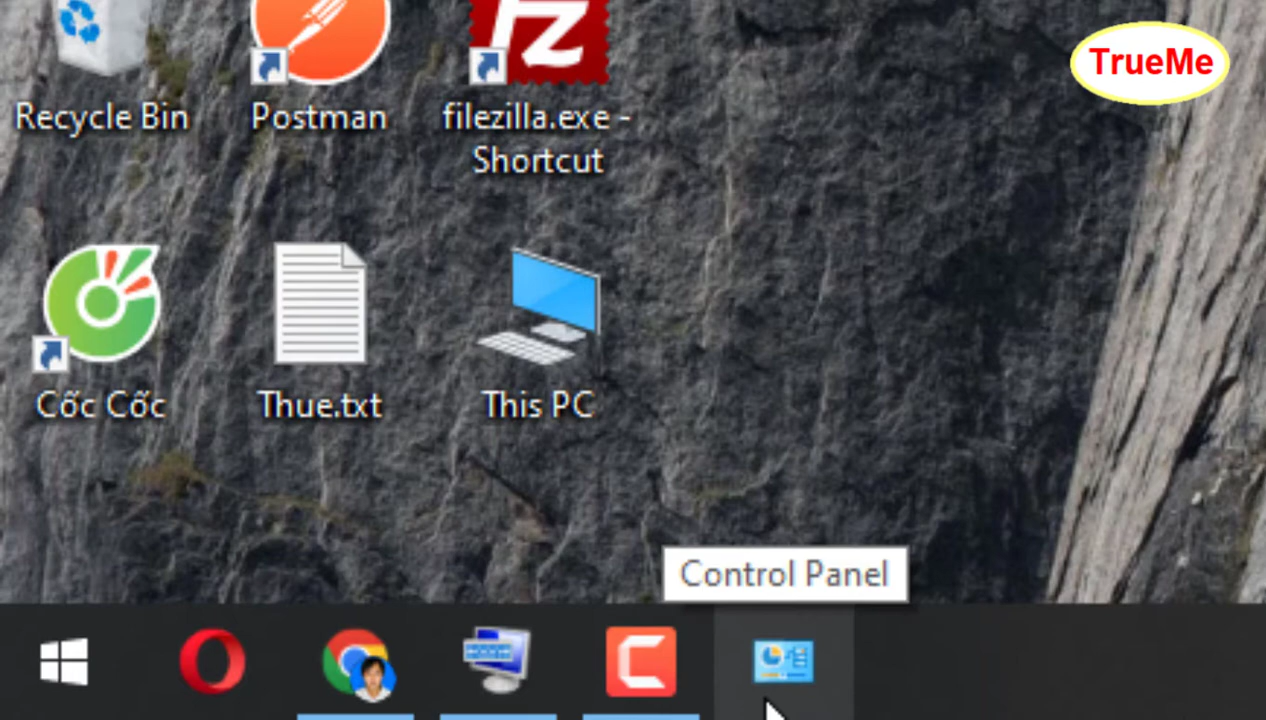 TrueMe
Recycle Bin
Postman
filezilla.exe -
Shortcut
Cốc Cốc
Thue.txt
This PC
Control Panel